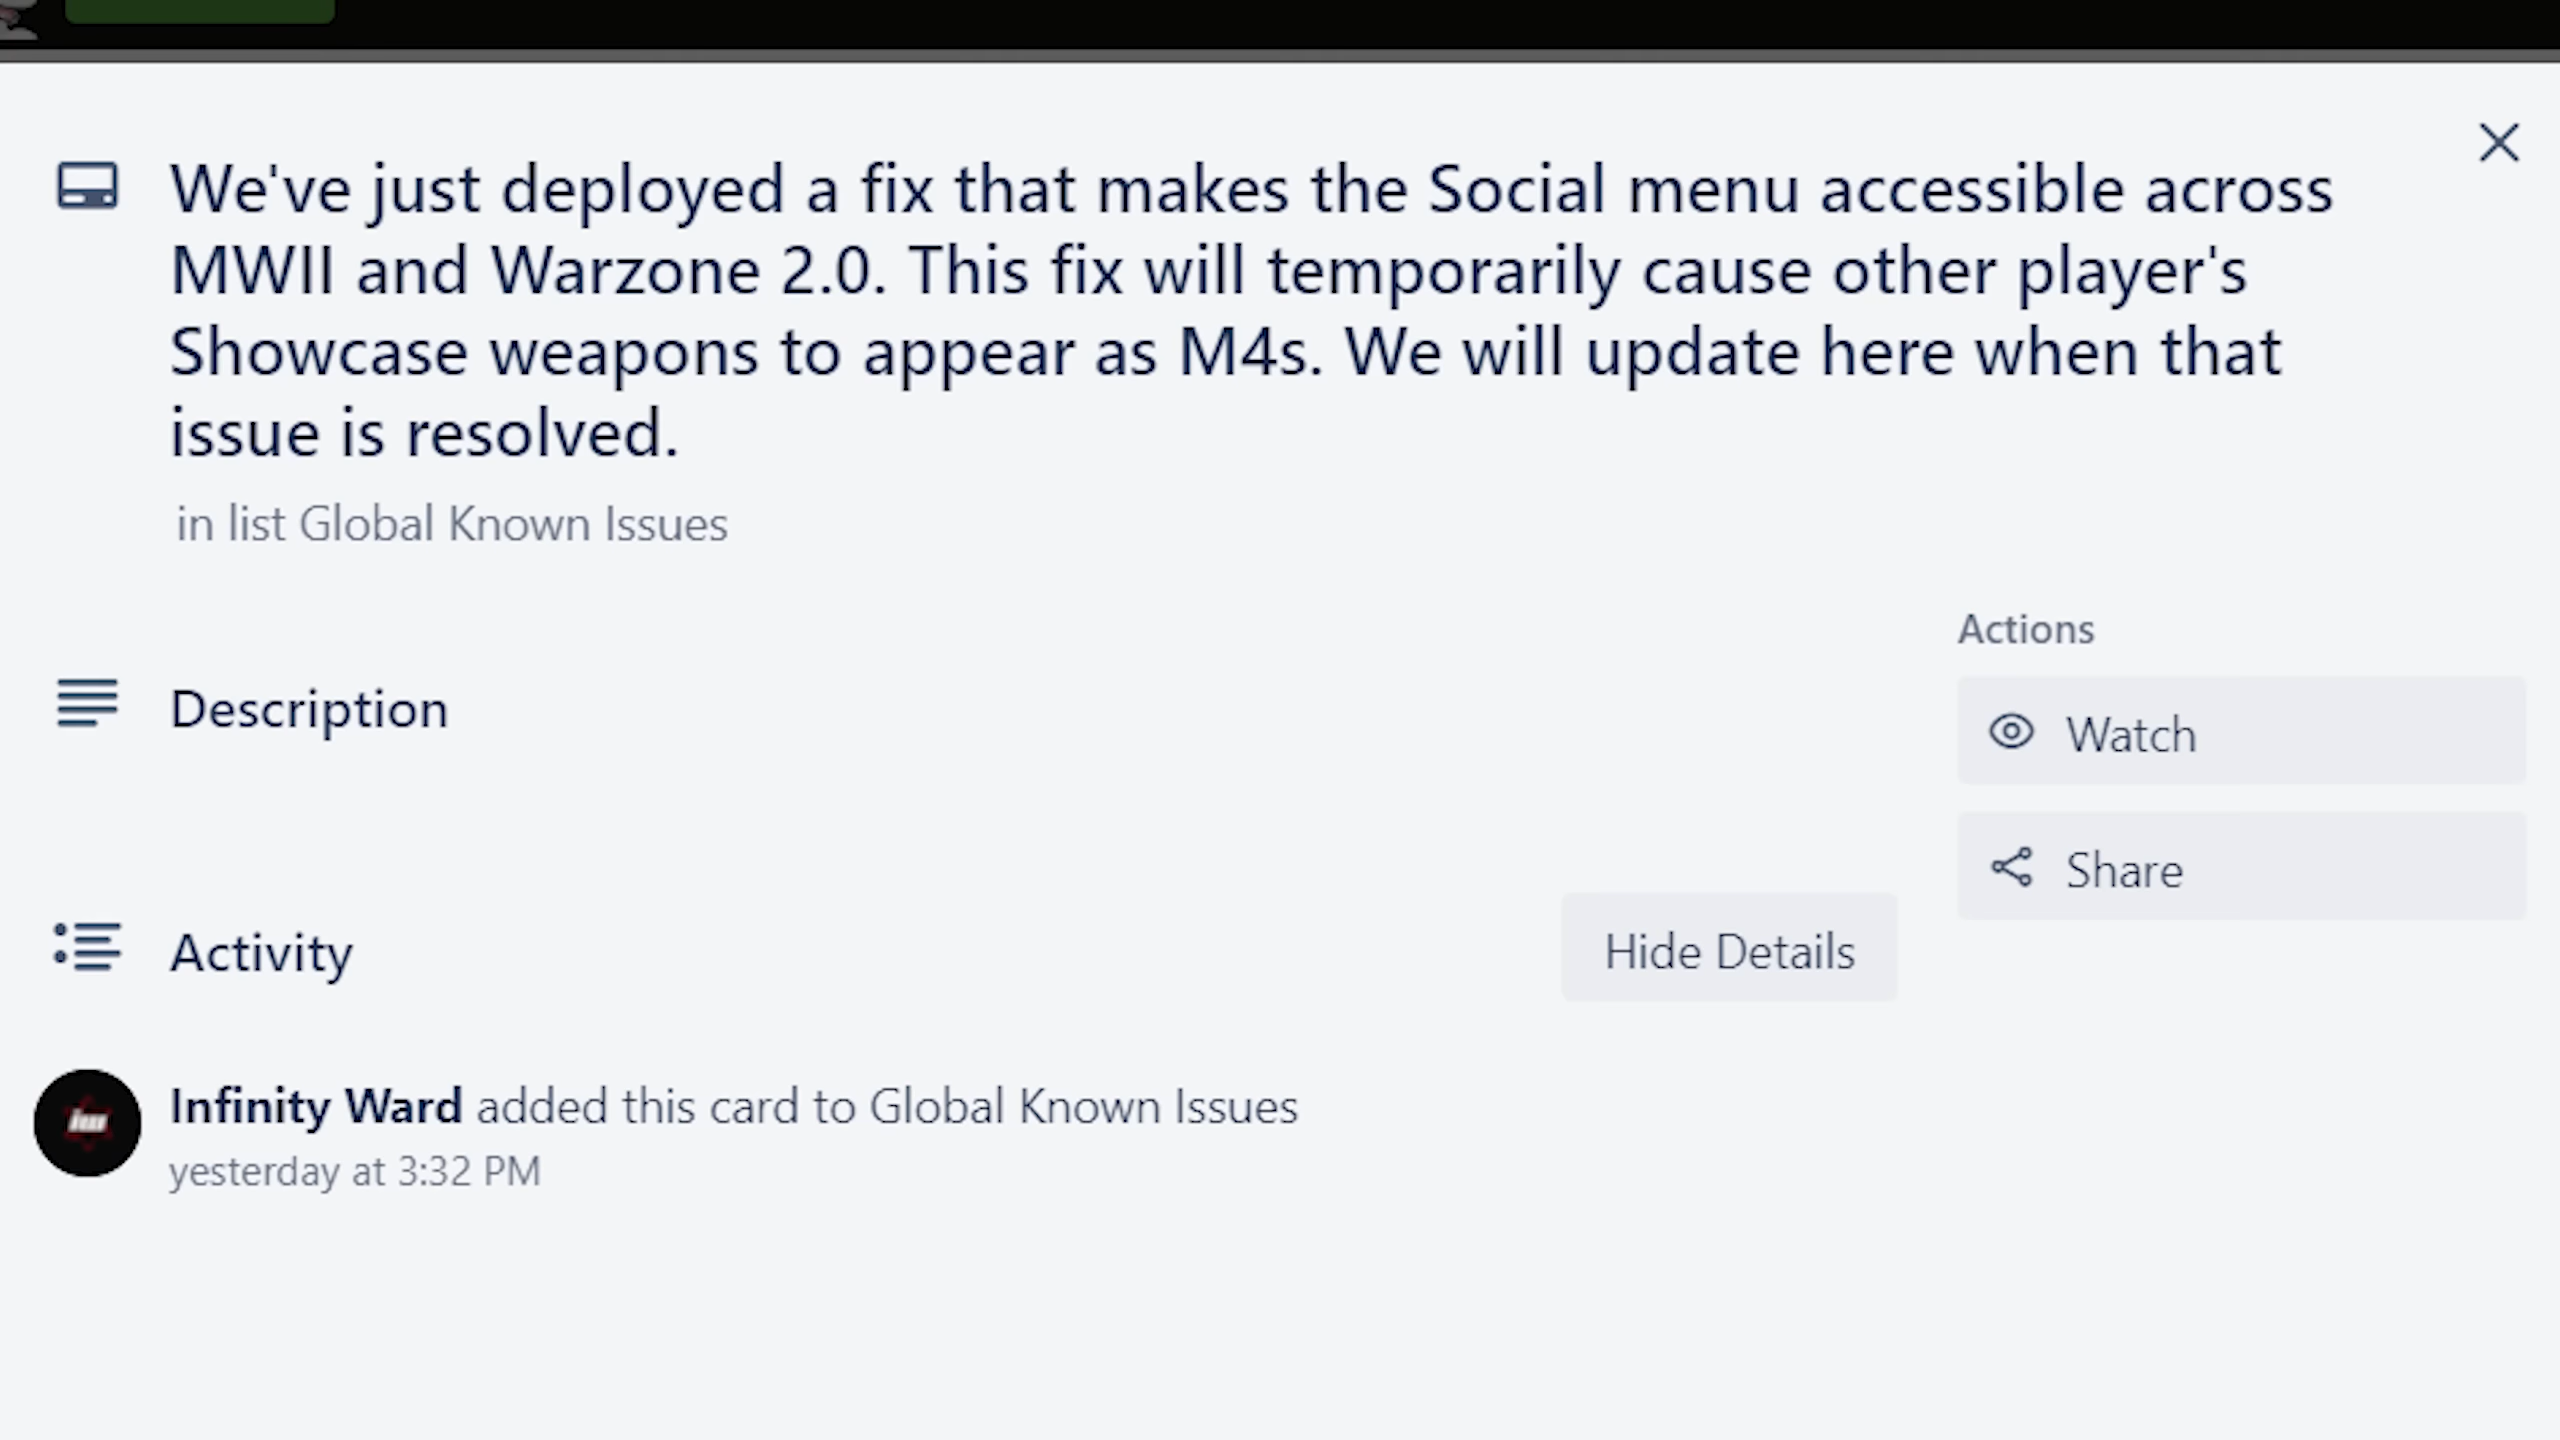 We've just deployed a fix that makes the Social menu accessible across
MWII and Warzone 2.0. This fix will temporarily cause other player's
Showcase weapons to appear as M4s. We will update here when that
issue is resolved.
in list Global Known Issues
Actions
Description
Watch
Share
Activity
Hide Details
iw
Infinity Ward added this card to Global Known Issues
yesterday at 3:32 PM